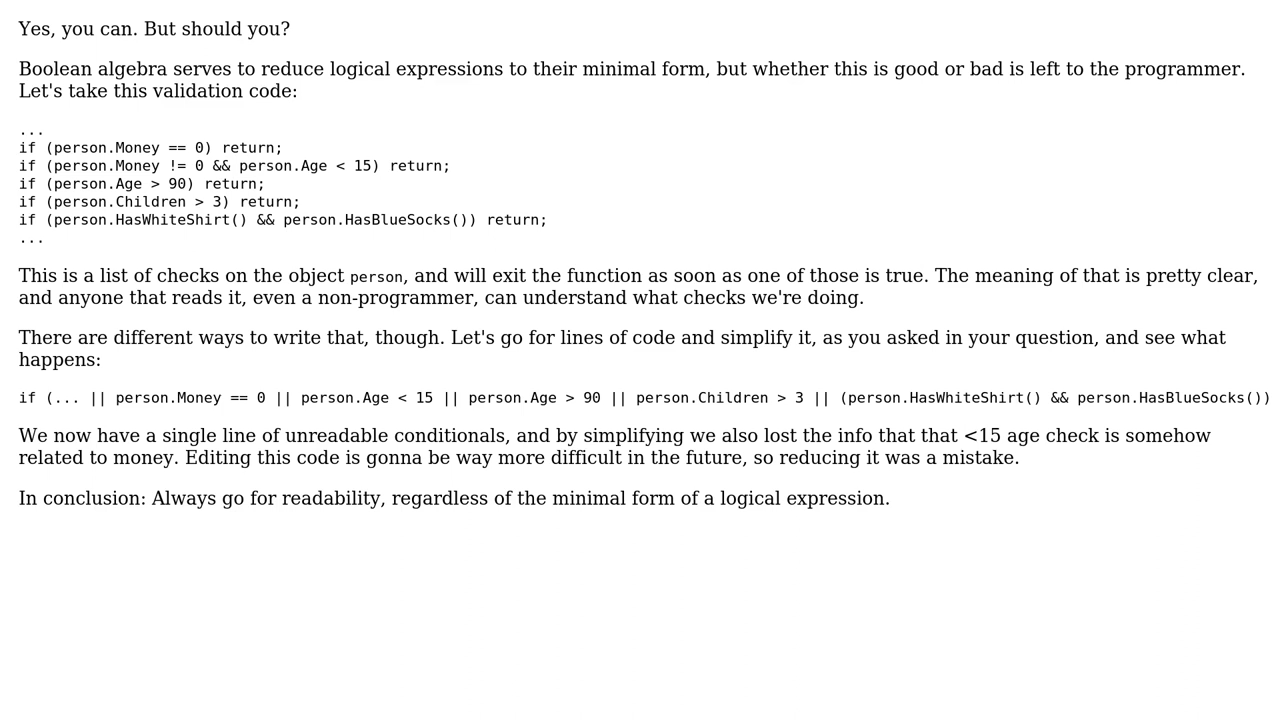 Yes, you can. But should you?
Boolean algebra serves to reduce logical expressions to their minimal form, but whether this is good or bad is left to the programmer.
Let's take this validation code:
...
if (person.Money == 0) return;
if (person.Money != 0 && person.Age < 15) return;
if (person.Age > 90) return;
if (person.Children > 3) return;
if (person.HasWhiteShirt() && person.HasBlueSocks()) return;
...
This is a list of checks on the object person, and will exit the function as soon as one of those is true. The meaning of that is pretty clear,
and anyone that reads it, even a non-programmer, can understand what checks we're doing.
There are different ways to write that, though. Let's go for lines of code and simplify it, as you asked in your question, and see what
happens:
if (... || person.Money == 0 || person.Age < 15 || person.Age > 90 || person.Children > 3 || (person.HasWhiteShirt() && person.HasBlueSocks())
We now have a single line of unreadable conditionals, and by simplifying we also lost the info that that <15 age check is somehow
related to money. Editing this code is gonna be way more difficult in the future, so reducing it was a mistake.
In conclusion: Always go for readability, regardless of the minimal form of a logical expression.